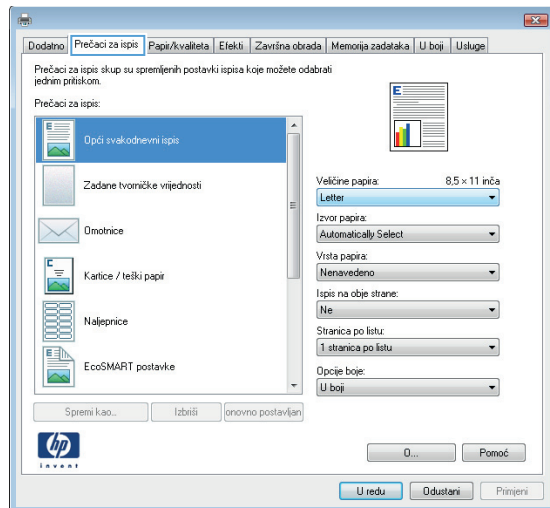 Dodatno Prečaci za ispis Papir/kvaliteta Efekti Završna obrada Memorija zadataka U boji Usluge
Prečaci za ispis skup su spremljenih postavki ispisa koje možete odabrati
jednim pritiskom.
Prečaci za ispis:
Opći svakodnevni ispis
Zadane tvorničke vrijednosti
Omotnice
Kartice / teški papir
Naljepnice
EcoSMART postavke
Spremi kao... Izbriši onovno postavljan
E
Veličine papira: 8,5 × 11 inča
Letter
Izvor papira:
Automatically Select
Vrsta papira:
Nenavedeno
Ispis na obje strane:
Ne
Stranica po listu:
1 stranica po listu
Opcije boje:
U boji
hp
invent
O... Pomoć
U redu Odustani Primjeni